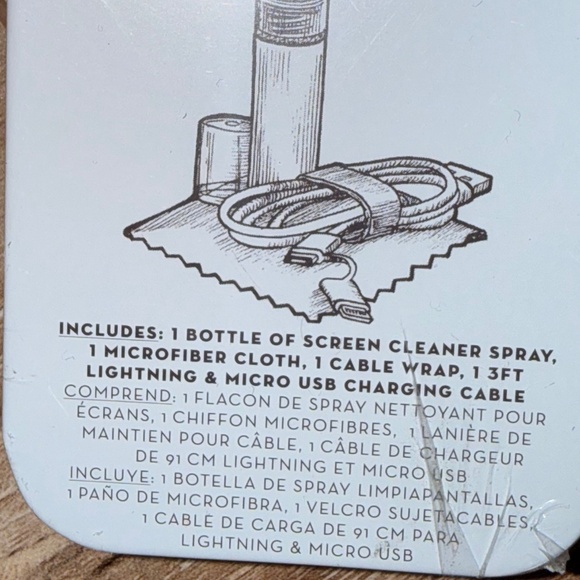 INCLUDES: 1 BOTTLE OF SCREEN CLEANER SPRAY,
1 MICROFIBER CLOTH, 1 CABLE WRAP, 1 3FT
LIGHTNING & MICRO USB CHARGING CABLE
COMPREND: 1 FLACON DE SPRAY NETTOYANT POUR
ÉCRANS, 1 CHIFFON MICROFIBRES, 1 LANIÈRE DE
MAINTIEN POUR CÂBLE, 1 CÂBLE DE CHARGEUR
DE 91 CM LIGHTNING ET MICRO USB
INCLUYE: 1 BOTELLA DE SPRAY LIMPIAPANTALLAS,
1 PAÑO DE MICROFIBRA, 1 VELCRO SUJETACABLES,
1 CABLE DE CARGA DE 91 CM PARA
LIGHTNING & MICRO USB